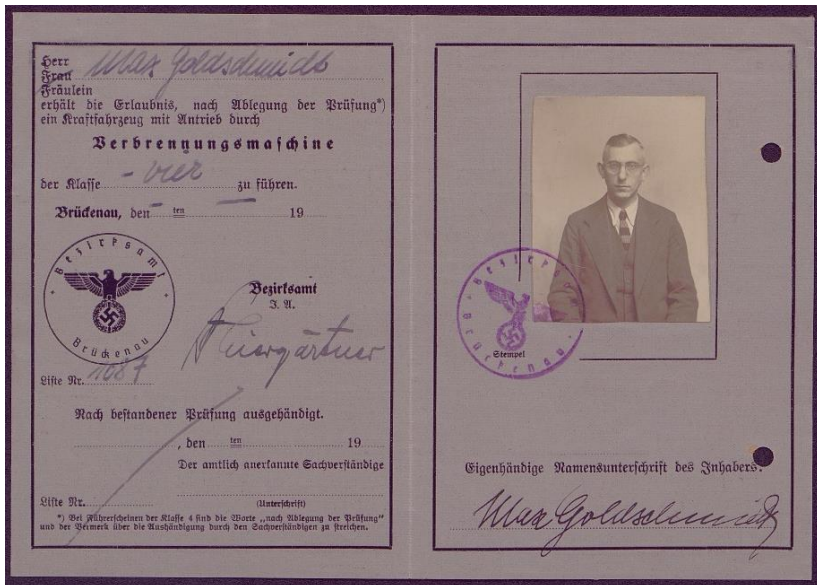 Herr
Frau Max Goldschmidt
Fräulein
erhält die Erlaubnis, nach Ablegung der Prüfung*)
ein Kraftfahrzeug mit Antrieb durch
Verbrennungsmaschine
der Klasse - vier zu führen.
Brückenau, den — ten — 19
Bezirksamt
Brückenau
Bezirksamt
I. A.
Liste Nr. 1087
Nach bestandener Prüfung ausgehändigt.
, den ten 19
Der amtlich anerkannte Sachverständige
Liste Nr.
(Unterschrift)
*) Bei Führerscheinen der Klasse 4 sind die Worte „nach Ablegung der Prüfung“
und der Vermerk über die Aushändigung durch den Sachverständigen zu streichen.
Brückenau
Stempel
Eigenhändige Namensunterschrift des Inhabers:
Max Goldschmidt